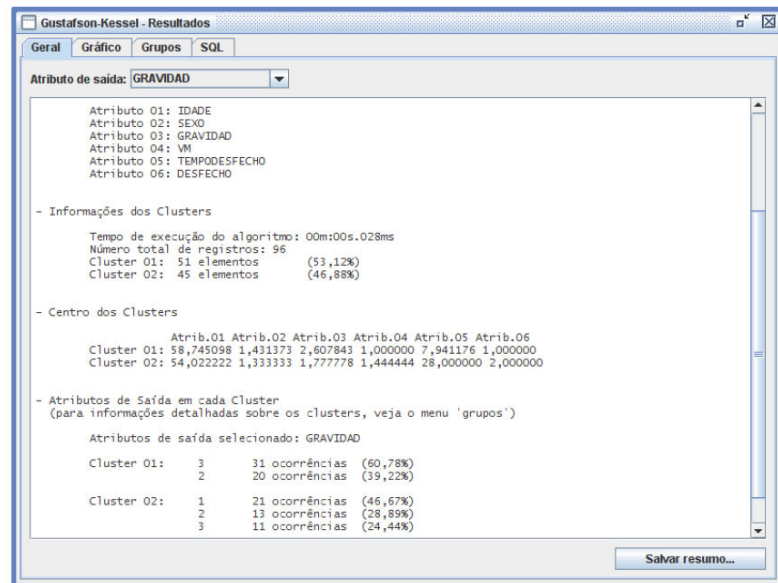 Gustafson-Kessel - Resultados
Geral Gráfico Grupos SQL
Atributo de saída: GRAVIDAD
Atributo 01: IDADE
Atributo 02: SEXO
Atributo 03: GRAVIDAD
Atributo 04: VM
Atributo 05: TEMPODESFECHO
Atributo 06: DESFECHO
- Informações dos Clusters
Tempo de execução do algoritmo: 00m:00s.028ms
Número total de registros: 96
Cluster 01: 51 elementos (53,12%)
Cluster 02: 45 elementos (46,88%)
- Centro dos Clusters
Atrib.01 Atrib.02 Atrib.03 Atrib.04 Atrib.05 Atrib.06
Cluster 01: 58,745098 1,431373 2,607843 1,000000 7,941176 1,000000
Cluster 02: 54,022222 1,333333 1,777778 1,444444 28,000000 2,000000
- Atributos de Saída em cada Cluster
(para informações detalhadas sobre os clusters, veja o menu 'grupos')
Atributos de saída selecionado: GRAVIDAD
Cluster 01: 3 31 ocorrências (60,78%)
2 20 ocorrências (39,22%)
Cluster 02: 1 21 ocorrências (46,67%)
2 13 ocorrências (28,89%)
3 11 ocorrências (24,44%)
Salvar resumo...